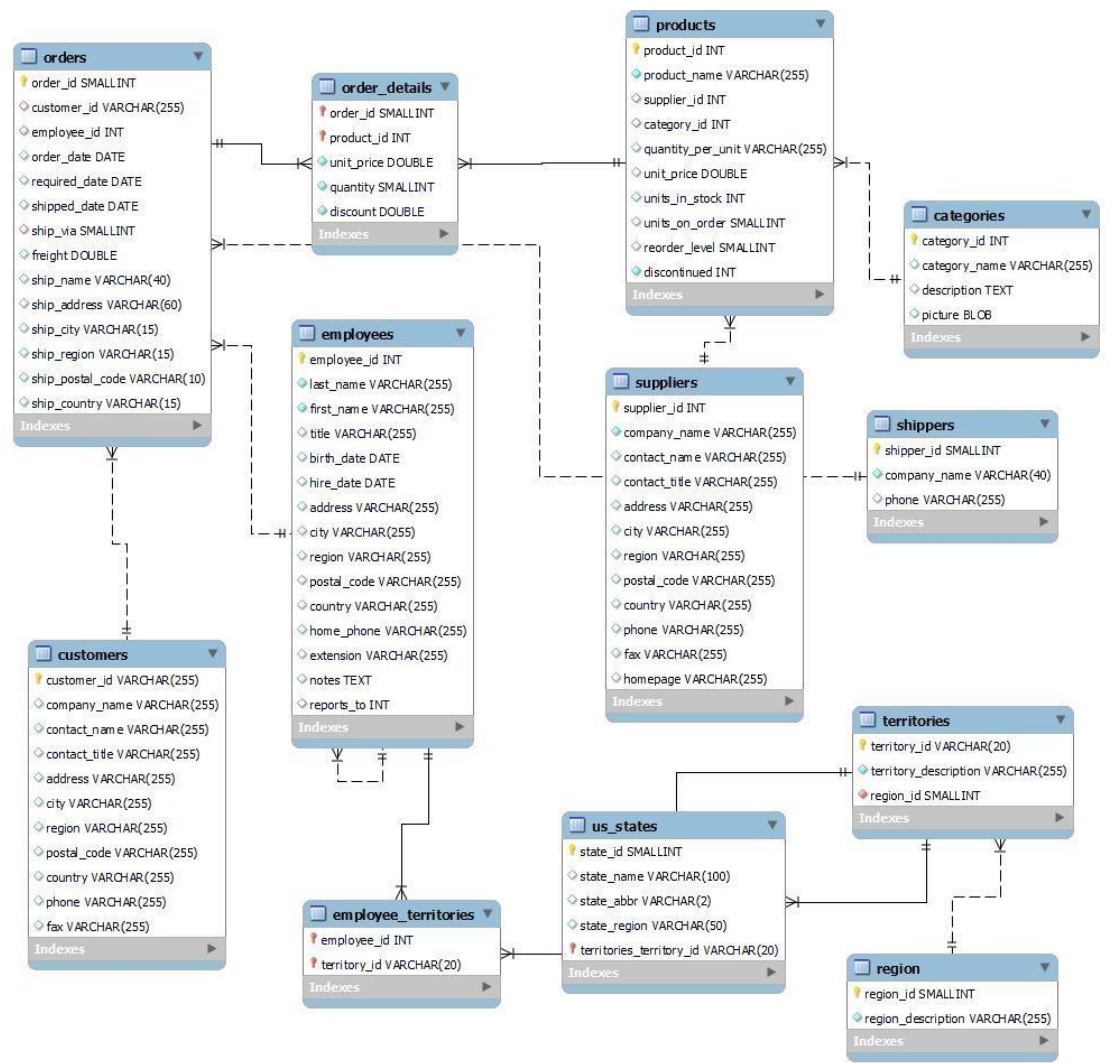 orders
order_id SMALLINT
customer_id VARCHAR(255)
employee_id INT
order_date DATE
required_date DATE
shipped_date DATE
ship_via SMALLINT
freight DOUBLE
ship_name VARCHAR(40)
ship_address VARCHAR(60)
ship_city VARCHAR(15)
ship_region VARCHAR(15)
ship_postal_code VARCHAR(10)
ship_country VARCHAR(15)
Indexes
order_details
order_id SMALLINT
product_id INT
unit_price DOUBLE
quantity SMALLINT
discount DOUBLE
Indexes
products
product_id INT
product_name VARCHAR(255)
supplier_id INT
category_id INT
quantity_per_unit VARCHAR(255)
unit_price DOUBLE
units_in_stock INT
units_on_order SMALLINT
reorder_level SMALLINT
discontinued INT
Indexes
categories
category_id INT
category_name VARCHAR(255)
description TEXT
picture BLOB
Indexes
employees
employee_id INT
last_name VARCHAR(255)
first_name VARCHAR(255)
title VARCHAR(255)
birth_date DATE
hire_date DATE
address VARCHAR(255)
city VARCHAR(255)
region VARCHAR(255)
postal_code VARCHAR(255)
country VARCHAR(255)
home_phone VARCHAR(255)
extension VARCHAR(255)
notes TEXT
reports_to INT
Indexes
suppliers
supplier_id INT
company_name VARCHAR(255)
contact_name VARCHAR(255)
contact_title VARCHAR(255)
address VARCHAR(255)
city VARCHAR(255)
region VARCHAR(255)
postal_code VARCHAR(255)
country VARCHAR(255)
phone VARCHAR(255)
fax VARCHAR(255)
homepage VARCHAR(255)
Indexes
shippers
shipper_id SMALLINT
company_name VARCHAR(40)
phone VARCHAR(255)
Indexes
customers
customer_id VARCHAR(255)
company_name VARCHAR(255)
contact_name VARCHAR(255)
contact_title VARCHAR(255)
address VARCHAR(255)
city VARCHAR(255)
region VARCHAR(255)
postal_code VARCHAR(255)
country VARCHAR(255)
phone VARCHAR(255)
fax VARCHAR(255)
Indexes
employee_territories
employee_id INT
territory_id VARCHAR(20)
Indexes
us_states
state_id SMALLINT
state_name VARCHAR(100)
state_abbr VARCHAR(2)
state_region VARCHAR(50)
territories_territory_id VARCHAR(20)
Indexes
territories
territory_id VARCHAR(20)
territory_description VARCHAR(255)
region_id SMALLINT
Indexes
region
region_id SMALLINT
region_description VARCHAR(255)
Indexes